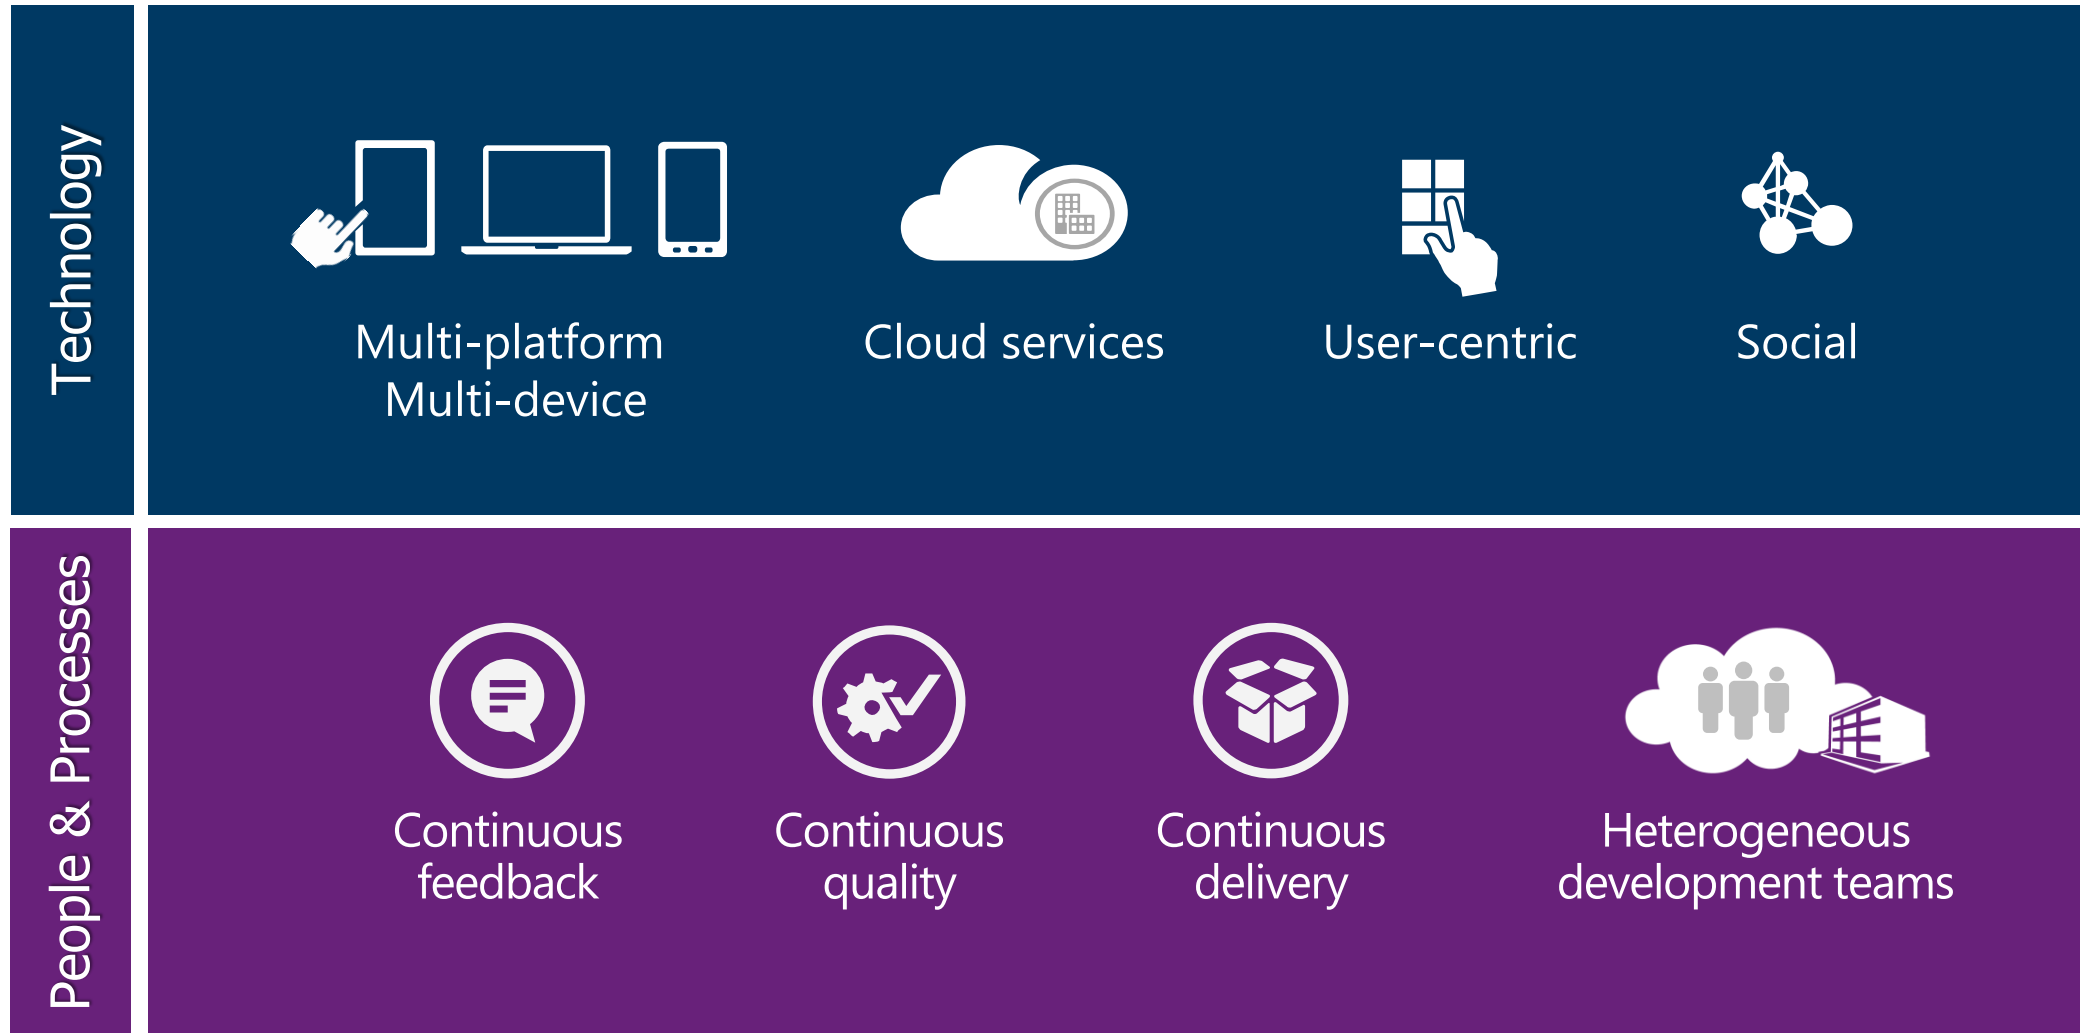 Technology
Multi-platform
Multi-device
Cloud services
User-centric
Social
People & Processes
Continuous
feedback
Continuous
quality
Continuous
delivery
Heterogeneous
development teams